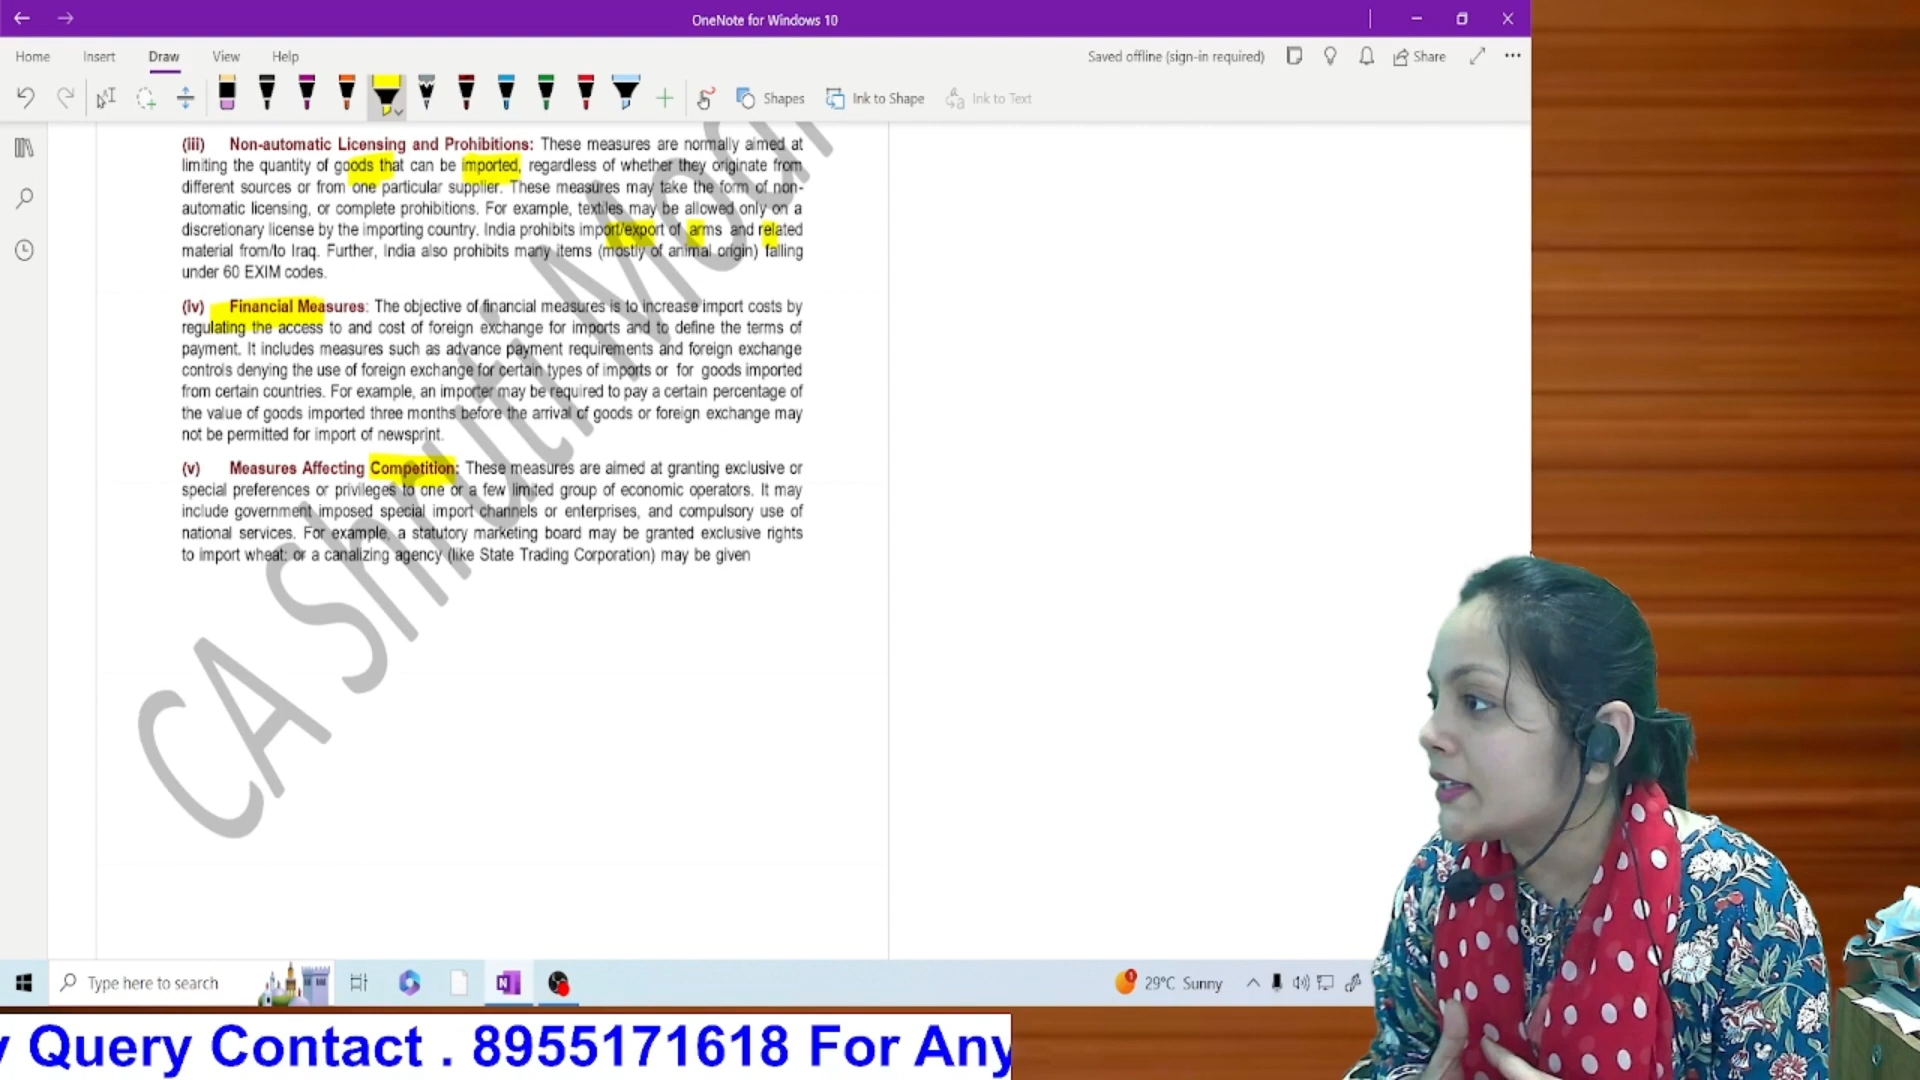 OneNote for Windows 10
Home Insert Draw View Help
Saved offline (sign-in required) Share
Shapes Ink to Shape Ink to Text
(iii) Non-automatic Licensing and Prohibitions: These measures are normally aimed at
limiting the quantity of goods that can be imported, regardless of whether they originate from
different sources or from one particular supplier. These measures may take the form of non-
automatic licensing, or complete prohibitions. For example, textiles may be allowed only on a
discretionary license by the importing country. India prohibits import/export of arms and related
material from/to Iraq. Further, India also prohibits many items (mostly of animal origin) falling
under 60 EXIM codes.
(iv) Financial Measures: The objective of financial measures is to increase import costs by
regulating the access to and cost of foreign exchange for imports and to define the terms of
payment. It includes measures such as advance payment requirements and foreign exchange
controls denying the use of foreign exchange for certain types of imports or for goods imported
from certain countries. For example, an importer may be required to pay a certain percentage of
the value of goods imported three months before the arrival of goods or foreign exchange may
not be permitted for import of newsprint.
(v) Measures Affecting Competition: These measures are aimed at granting exclusive or
special preferences or privileges to one or a few limited group of economic operators. It may
include government imposed special import channels or enterprises, and compulsory use of
national services. For example, a statutory marketing board may be granted exclusive rights
to import wheat: or a canalizing agency (like State Trading Corporation) may be given
CA Shruti
Type here to search
29°C Sunny
Query Contact . 8955171618 For Any